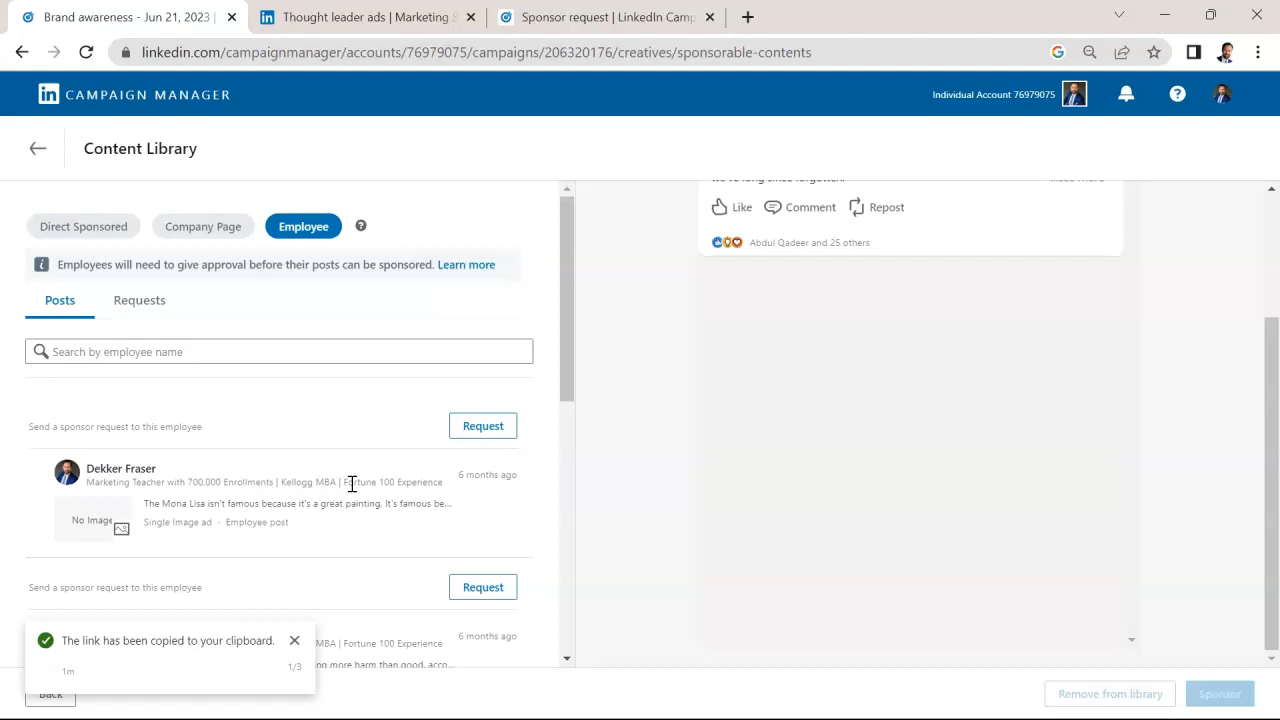 Brand awareness - Jun 21, 2023 |
Thought leader ads | Marketing S
Sponsor request | LinkedIn Camp
linkedin.com/campaignmanager/accounts/76979075/campaigns/206320176/creatives/sponsorable-contents
in CAMPAIGN MANAGER
Individual Account 76979075
Content Library
Direct Sponsored
Company Page
Employee
Employees will need to give approval before their posts can be sponsored. Learn more
Posts
Requests
Search by employee name
Send a sponsor request to this employee
Request
Dekker Fraser
6 months ago
Marketing Teacher with 700,000 Enrollments | Kellogg MBA | Fortune 100 Experience
No Image
The Mona Lisa isn't famous because it's a great painting. It's famous be...
Single Image ad · Employee post
Send a sponsor request to this employee
Request
6 months ago
MBA | Fortune 100 Experience
ng more harm than good, acco...
The link has been copied to your clipboard.
1m
1/3
Back
Like
Comment
Repost
Abdul Qadeer and 25 others
Remove from library
Sponsor